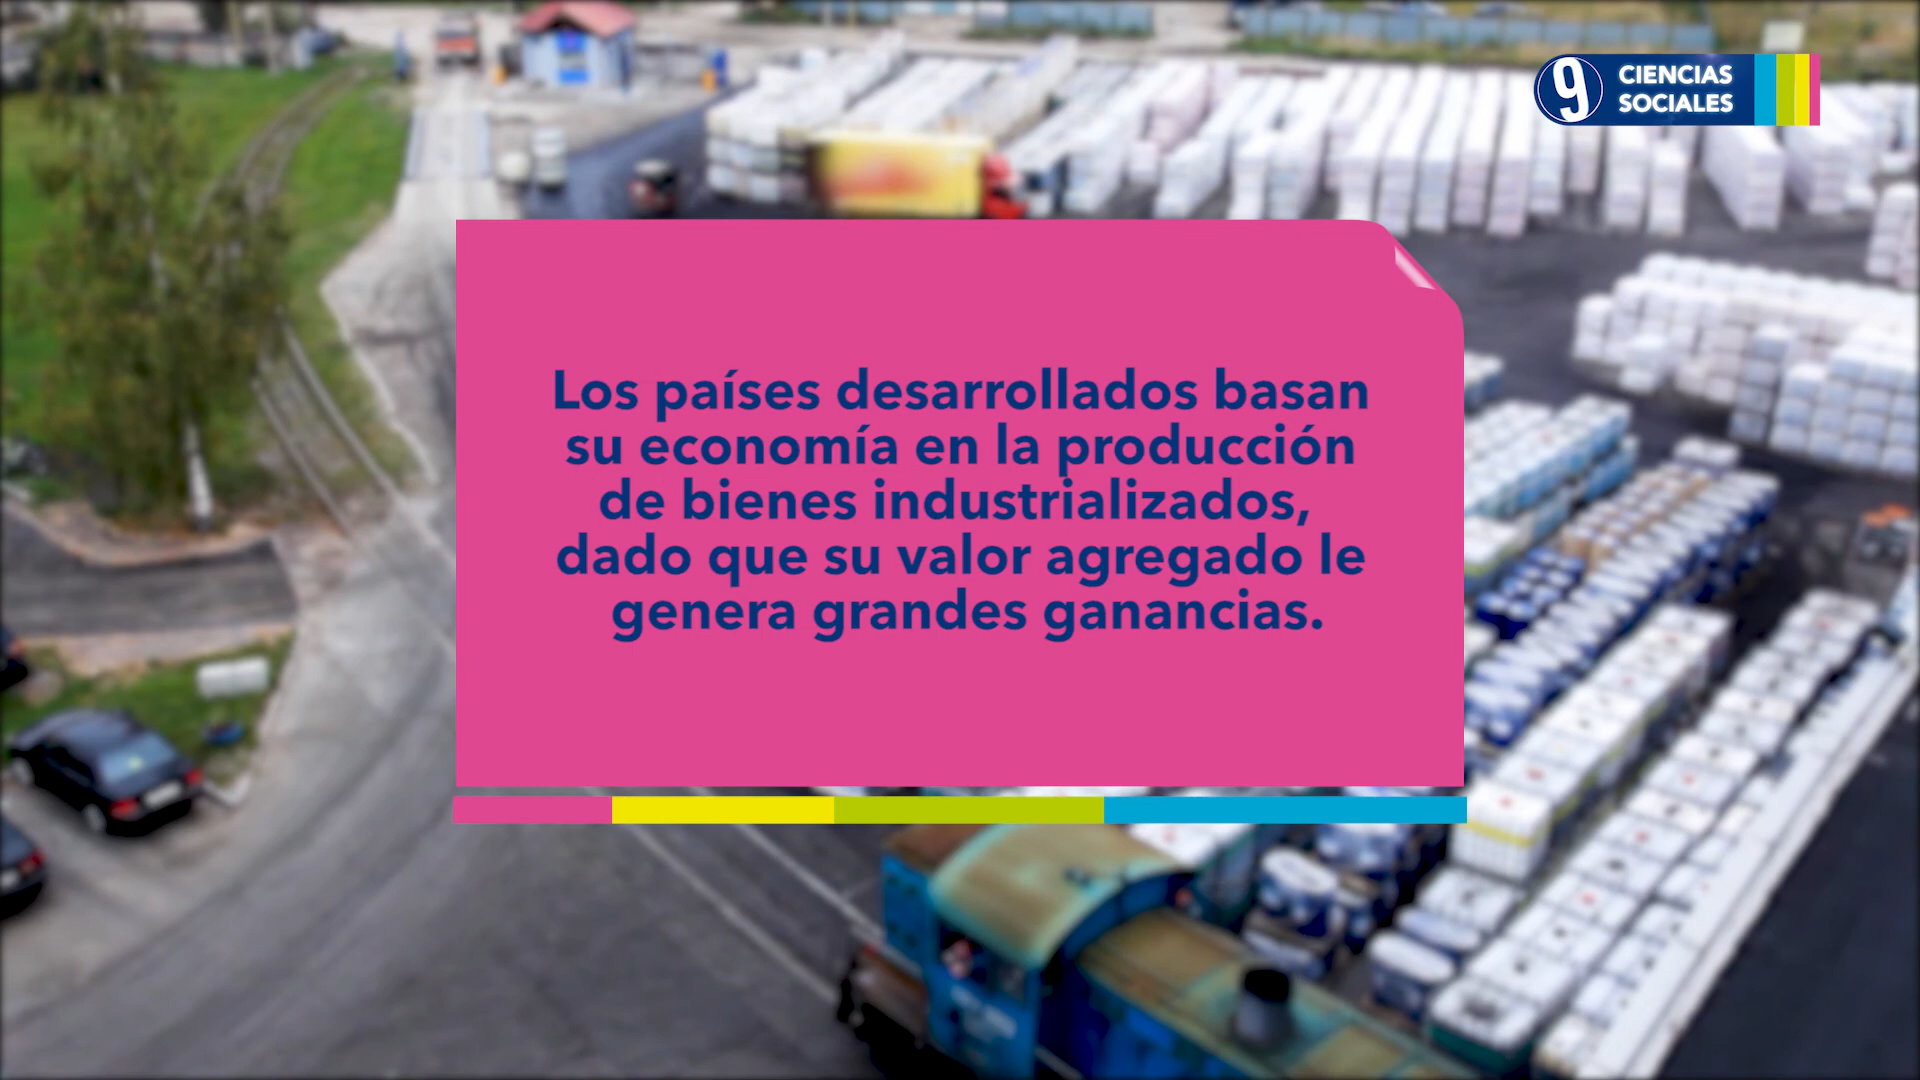 9
CIENCIAS
SOCIALES
Los países desarrollados basan
su economía en la producción
de bienes industrializados,
dado que su valor agregado le
genera grandes ganancias.